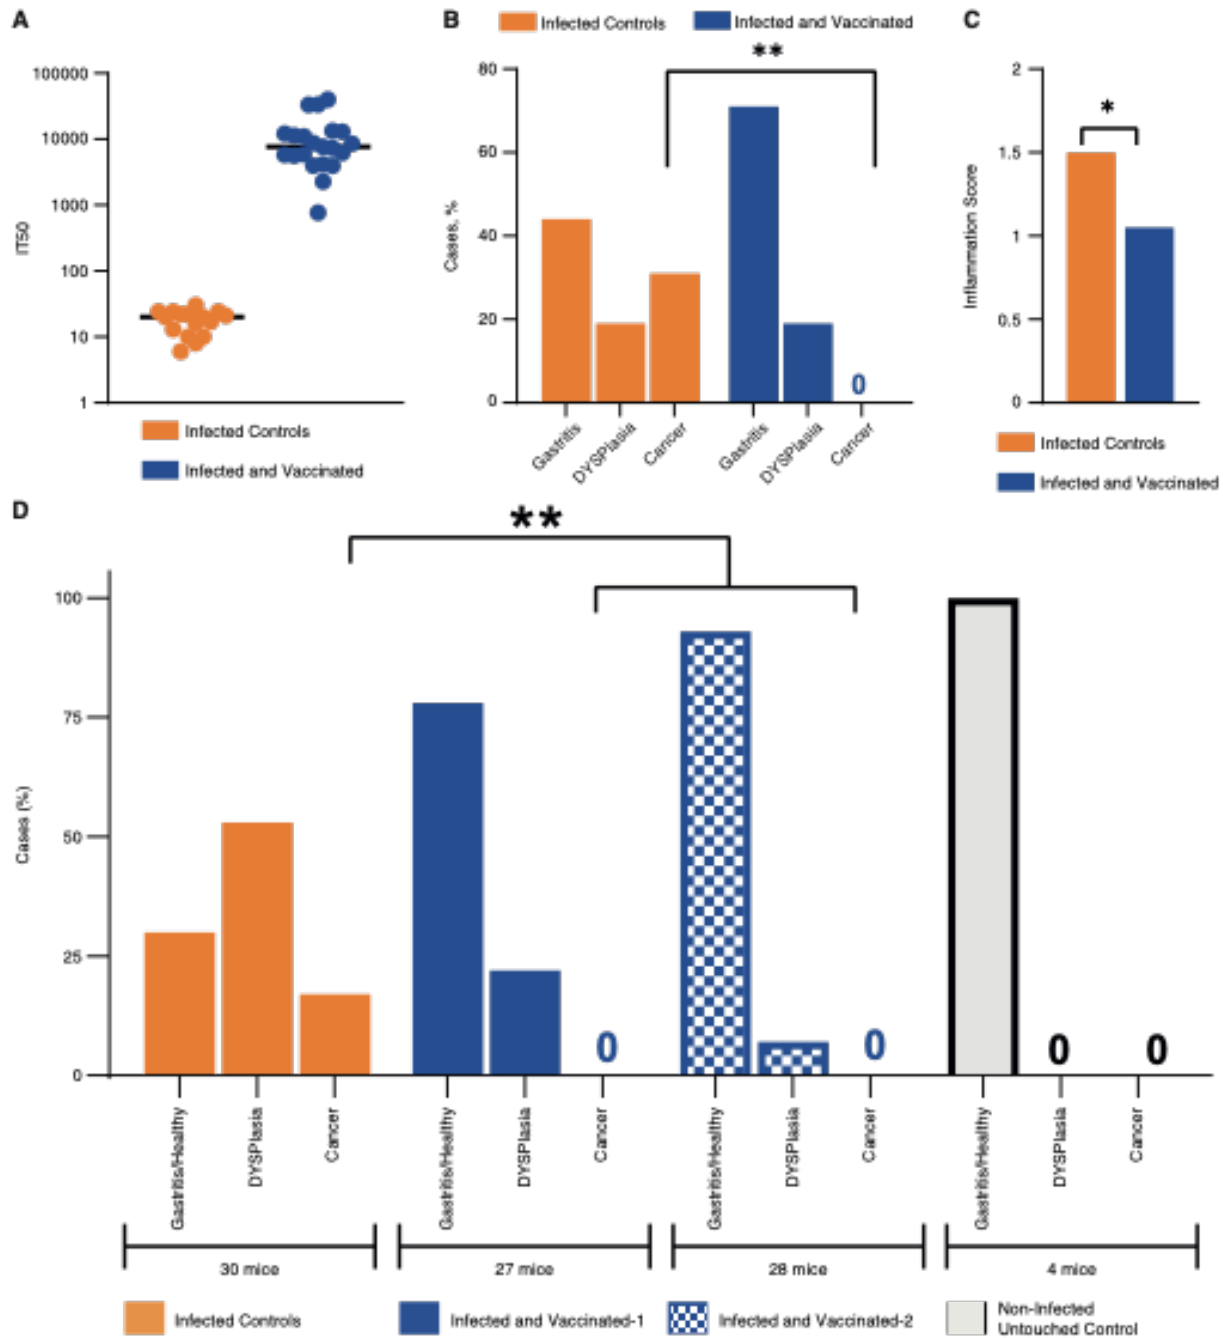 A
100000
10000
1000
100
10
1
IT50
Infected Controls
Infected and Vaccinated
B
Infected Controls
Infected and Vaccinated
**
80
60
40
20
0
Cases, %
0
Gastritis
DYSPlasia
Cancer
Gastritis
DYSPlasia
Cancer
C
2
1.5
1
0.5
0
Inflammation Score
*
Infected Controls
Infected and Vaccinated
D
**
100
75
50
25
0
Cases (%)
0
0
0
0
Gastritis/Healthy
DYSPlasia
Cancer
Gastritis/Healthy
DYSPlasia
Cancer
Gastritis/Healthy
DYSPlasia
Cancer
Gastritis/Healthy
DYSPlasia
Cancer
30 mice
27 mice
28 mice
4 mice
Infected Controls
Infected and Vaccinated-1
Infected and Vaccinated-2
Non-Infected
Untouched Control